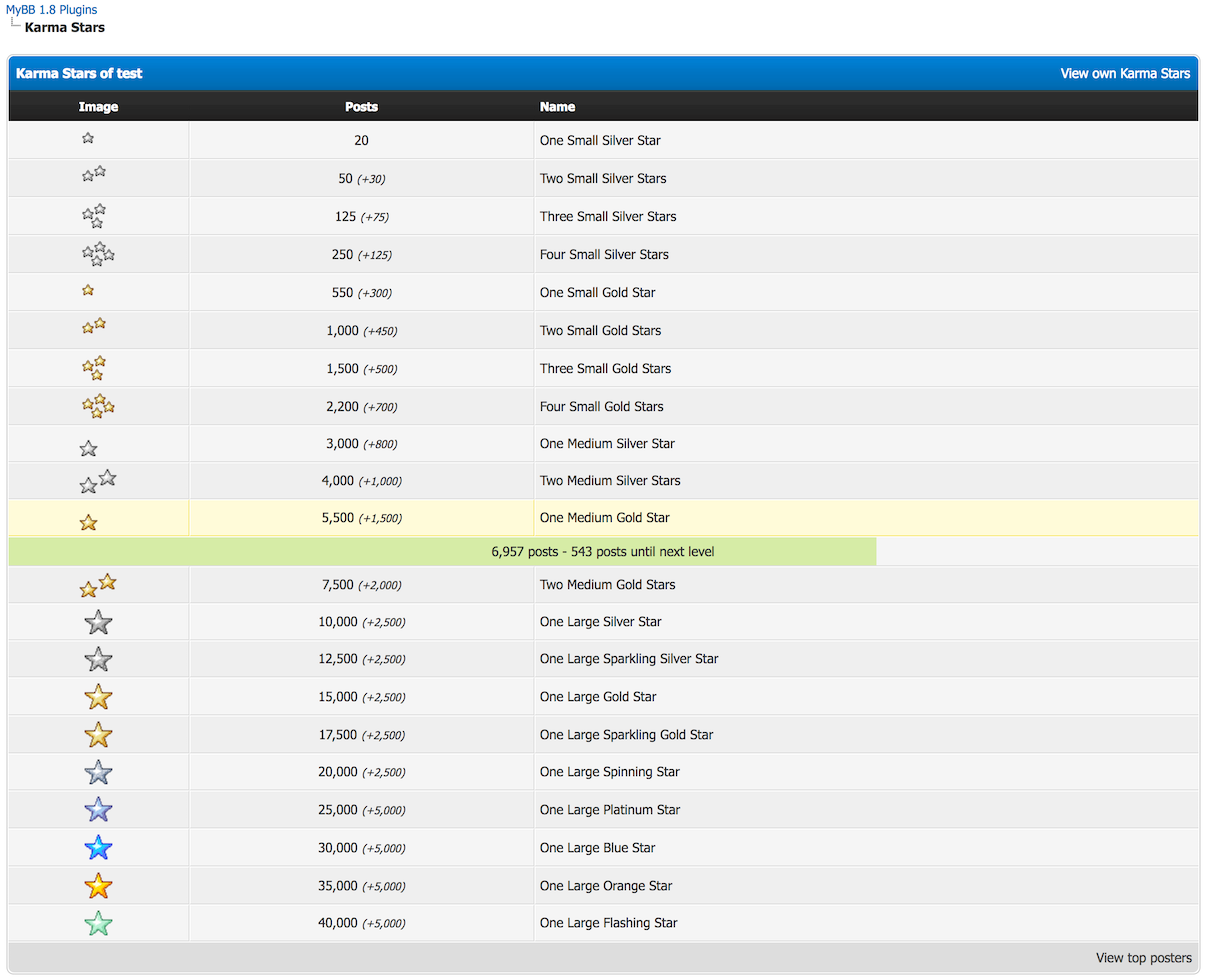 MyBB 1.8 Plugins
Karma Stars
Karma Stars of test View own Karma Stars
Image Posts Name
20 One Small Silver Star
50 (+30) Two Small Silver Stars
125 (+75) Three Small Silver Stars
250 (+125) Four Small Silver Stars
550 (+300) One Small Gold Star
1,000 (+450) Two Small Gold Stars
1,500 (+500) Three Small Gold Stars
2,200 (+700) Four Small Gold Stars
3,000 (+800) One Medium Silver Star
4,000 (+1,000) Two Medium Silver Stars
5,500 (+1,500) One Medium Gold Star
6,957 posts - 543 posts until next level
7,500 (+2,000) Two Medium Gold Stars
10,000 (+2,500) One Large Silver Star
12,500 (+2,500) One Large Sparkling Silver Star
15,000 (+2,500) One Large Gold Star
17,500 (+2,500) One Large Sparkling Gold Star
20,000 (+2,500) One Large Spinning Star
25,000 (+5,000) One Large Platinum Star
30,000 (+5,000) One Large Blue Star
35,000 (+5,000) One Large Orange Star
40,000 (+5,000) One Large Flashing Star
View top posters